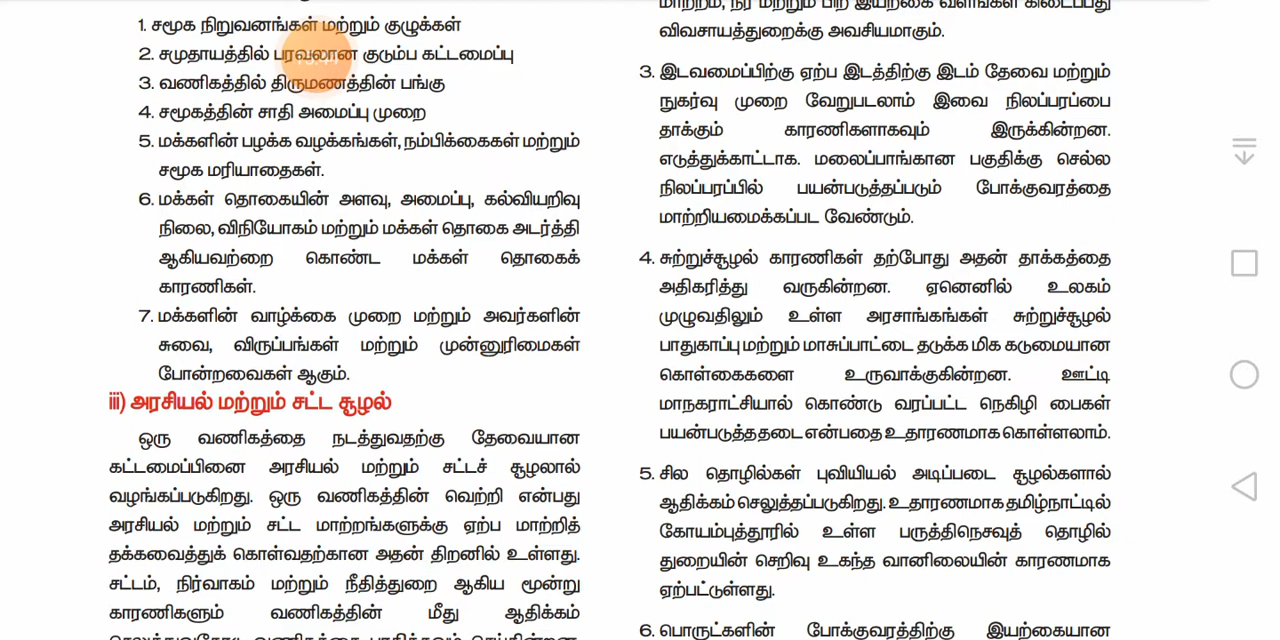 1. சமூக நிறுவனங்கள் மற்றும் குழுக்கள்
2. சமுதாயத்தில் பரவலான குடும்ப கட்டமைப்பு
3. வணிகத்தில் திருமணத்தின் பங்கு
4. சமூகத்தின் சாதி அமைப்பு முறை
5. மக்களின் பழக்க வழக்கங்கள், நம்பிக்கைகள் மற்றும்
சமூக மரியாதைகள்.
6. மக்கள் தொகையின் அளவு, அமைப்பு, கல்வியறிவு
நிலை, விநியோகம் மற்றும் மக்கள் தொகை அடர்த்தி
ஆகியவற்றை கொண்ட மக்கள் தொகைக்
காரணிகள்.
7. மக்களின் வாழ்க்கை முறை மற்றும் அவர்களின்
சுவை, விருப்பங்கள் மற்றும் முன்னுரிமைகள்
போன்றவைகள் ஆகும்.
iii) அரசியல் மற்றும் சட்ட சூழல்
ஒரு வணிகத்தை நடத்துவதற்கு தேவையான
கட்டமைப்பினை அரசியல் மற்றும் சட்டச் சூழலால்
வழங்கப்படுகிறது. ஒரு வணிகத்தின் வெற்றி என்பது
அரசியல் மற்றும் சட்ட மாற்றங்களுக்கு ஏற்ப மாற்றித்
தக்கவைத்துக் கொள்வதற்கான அதன் திறனில் உள்ளது.
சட்டம், நிர்வாகம் மற்றும் நீதித்துறை ஆகிய மூன்று
காரணிகளும் வணிகத்தின் மீது ஆதிக்கம்
மாற்றம், நீர் மற்றும் பிற இயற்கை வளங்கள் கிடைப்பது
விவசாயத்துறைக்கு அவசியமாகும்.
3. இடவமைப்பிற்கு ஏற்ப இடத்திற்கு இடம் தேவை மற்றும்
நுகர்வு முறை வேறுபடலாம் இவை நிலப்பரப்பை
தாக்கும் காரணிகளாகவும் இருக்கின்றன.
எடுத்துக்காட்டாக. மலைப்பாங்கான பகுதிக்கு செல்ல
நிலப்பரப்பில் பயன்படுத்தப்படும் போக்குவரத்தை
மாற்றியமைக்கப்பட வேண்டும்.
4. சுற்றுச்சூழல் காரணிகள் தற்போது அதன் தாக்கத்தை
அதிகரித்து வருகின்றன. ஏனெனில் உலகம்
முழுவதிலும் உள்ள அரசாங்கங்கள் சுற்றுச்சூழல்
பாதுகாப்பு மற்றும் மாசுப்பாட்டை தடுக்க மிக கடுமையான
கொள்கைகளை உருவாக்குகின்றன. ஊட்டி
மாநகராட்சியால் கொண்டு வரப்பட்ட நெகிழி பைகள்
பயன்படுத்த தடை என்பதை உதாரணமாக கொள்ளலாம்.
5. சில தொழில்கள் புவியியல் அடிப்படை சூழல்களால்
ஆதிக்கம் செலுத்தப்படுகிறது. உதாரணமாக தமிழ்நாட்டில்
கோயம்புத்தூரில் உள்ள பருத்திநெசவுத் தொழில்
துறையின் செறிவு உகந்த வானிலையின் காரணமாக
ஏற்பட்டுள்ளது.
6. பொருட்களின் போக்குவரத்திற்கு இயற்கையான